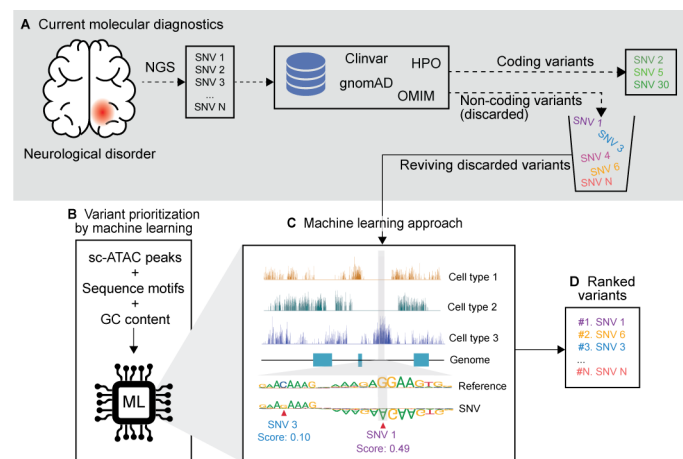 A Current molecular diagnostics
NGS
SNV 1
SNV 2
SNV 3
...
SNV N
Clinvar
HPO
gnomAD
OMIM
Coding variants
Non-coding variants
(discarded)
SNV 2
SNV 5
SNV 30
SNV 1
SNV 3
SNV 4
SNV 6
SNV N
Neurological disorder
Reviving discarded variants
B Variant prioritization
by machine learning
sc-ATAC peaks
+
Sequence motifs
+
GC content
ML
C Machine learning approach
Cell type 1
Cell type 2
Cell type 3
Genome
Reference
SNV
SNV 3
Score: 0.10
SNV 1
Score: 0.49
D Ranked
variants
#1. SNV 1
#2. SNV 6
#3. SNV 3
...
#N. SNV N